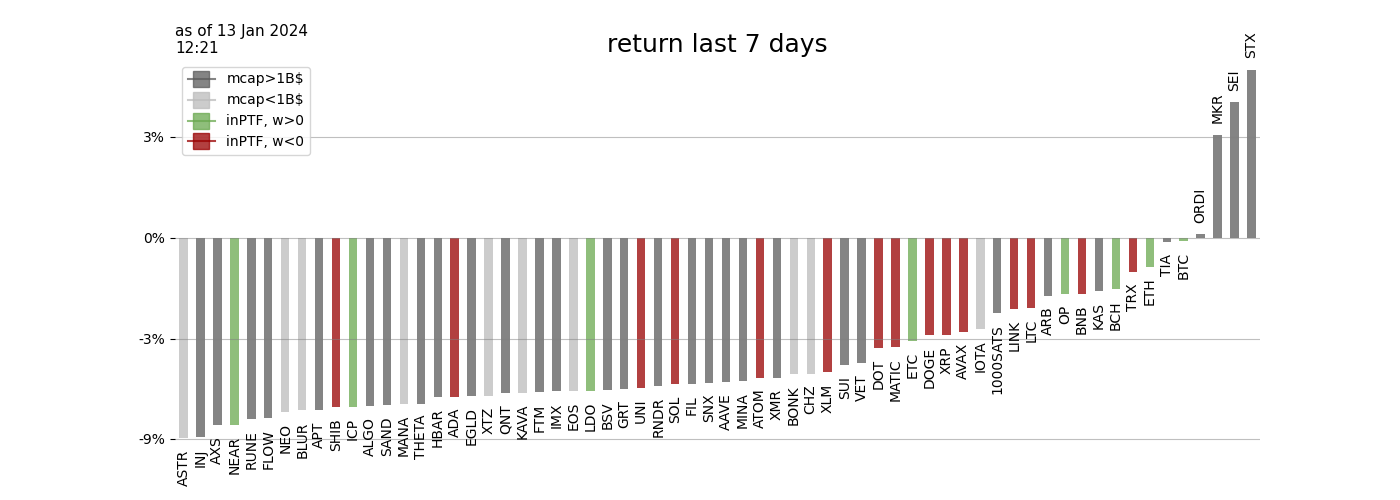 as of 13 Jan 2024
12:21
return last 7 days
mcap>1B$
mcap<1B$
inPTF, w>0
inPTF, w<0
3%
0%
-3%
-9%
ASTR
INJ
AXS
NEAR
RUNE
FLOW
NEO
BLUR
APT
SHIB
ICP
ALGO
SAND
MANA
THETA
HBAR
ADA
EGLD
XTZ
QNT
KAVA
FTM
IMX
EOS
LDO
BSV
GRT
UNI
RNDR
SOL
FIL
SNX
AAVE
MINA
ATOM
XMR
BONK
CHZ
XLM
SUI
VET
DOT
MATIC
ETC
DOGE
XRP
AVAX
IOTA
1000SATS
LINK
LTC
ARB
OP
BNB
KAS
BCH
TRX
ETH
TIA
BTC
ORDI
MKR
SEI
STX